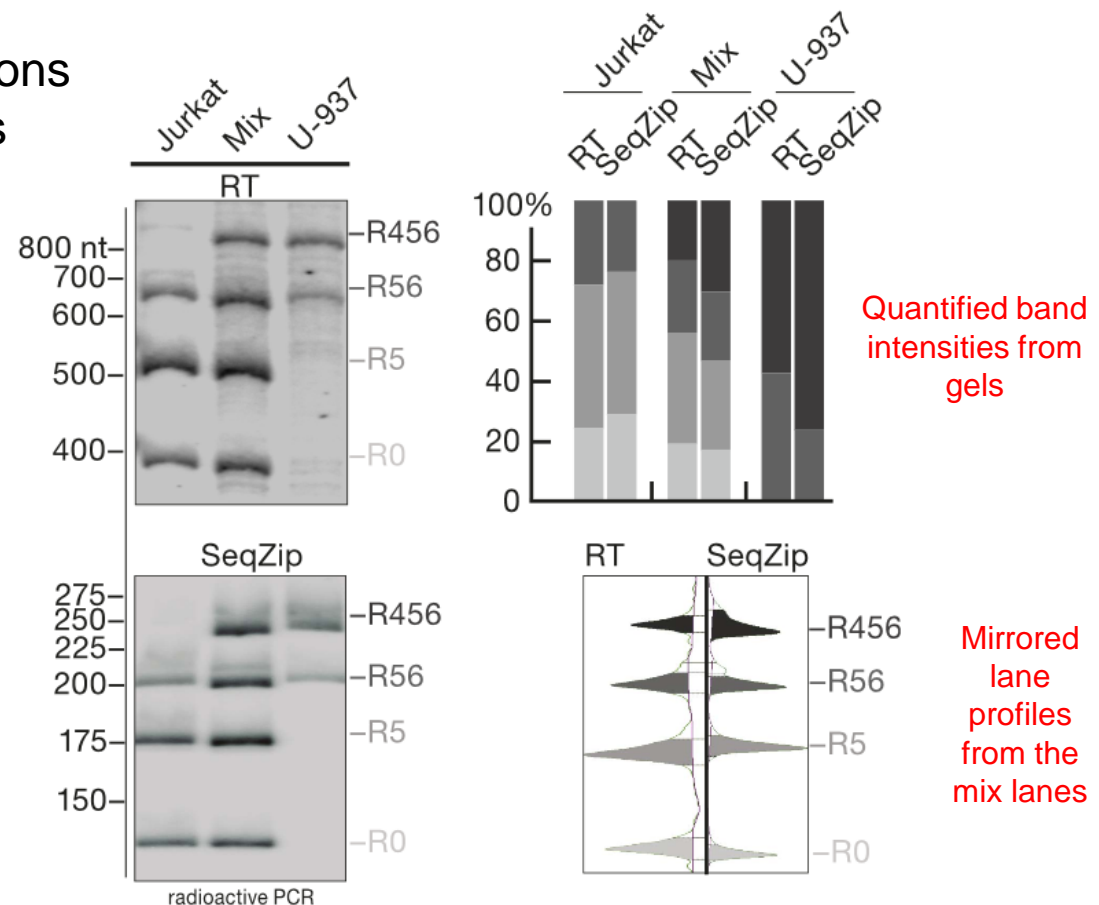 ons
s
Jurkat Mix U-937
RT
800 nt–
700–
600–
500–
400–
–R456
–R56
–R5
–R0
SeqZip
275–
250–
225–
200–
175–
150–
–R456
–R56
–R5
–R0
radioactive PCR
Jurkat Mix U-937
RT SeqZip RT SeqZip RT SeqZip
100%
80
60
40
20
0
Quantified band
intensities from
gels
RT SeqZip
–R456
–R56
–R5
–R0
Mirrored
lane
profiles
from the
mix lanes